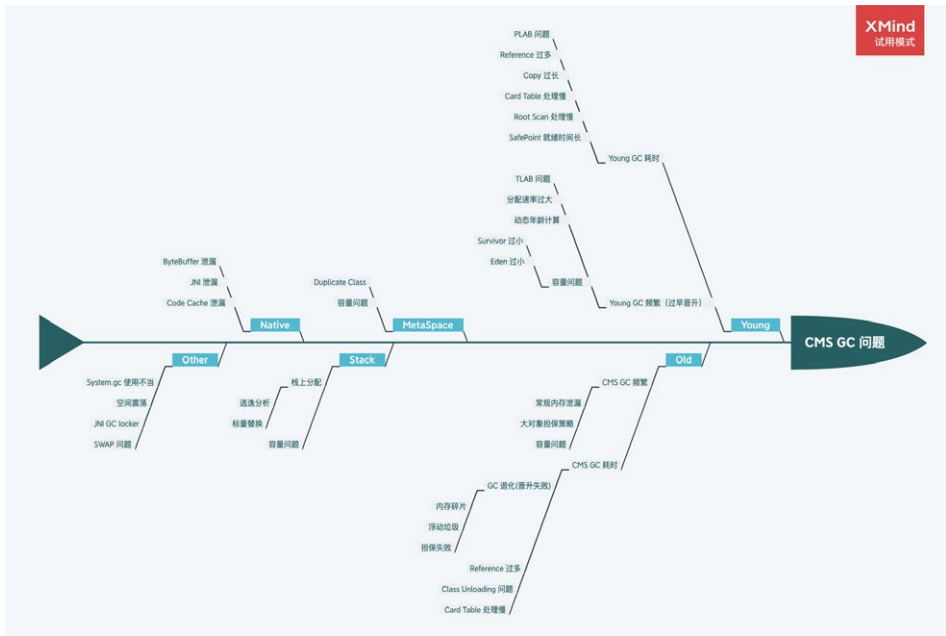 XMind
试用模式
PLAB 问题
Reference 过多
Copy 过长
Card Table 处理慢
Root Scan 处理慢
SafePoint 就绪时间长
Young GC 耗时
TLAB 问题
分配速率过大
动态年龄计算
Survivor 过小
Eden 过小
容量问题
Young GC 频繁（过早晋升）
Young
ByteBuffer 泄漏
JNI 泄漏
Code Cache 泄漏
Native
Duplicate Class
容量问题
MetaSpace
CMS GC 问题
Other
System.gc 使用不当
空间震荡
JNI GC locker
SWAP 问题
Stack
栈上分配
逃逸分析
标量替换
容量问题
Old
CMS GC 频繁
常规内存泄漏
大对象担保策略
容量问题
CMS GC 耗时
GC 退化(晋升失败)
内存碎片
浮动垃圾
担保失败
Reference 过多
Class Unloading 问题
Card Table 处理慢